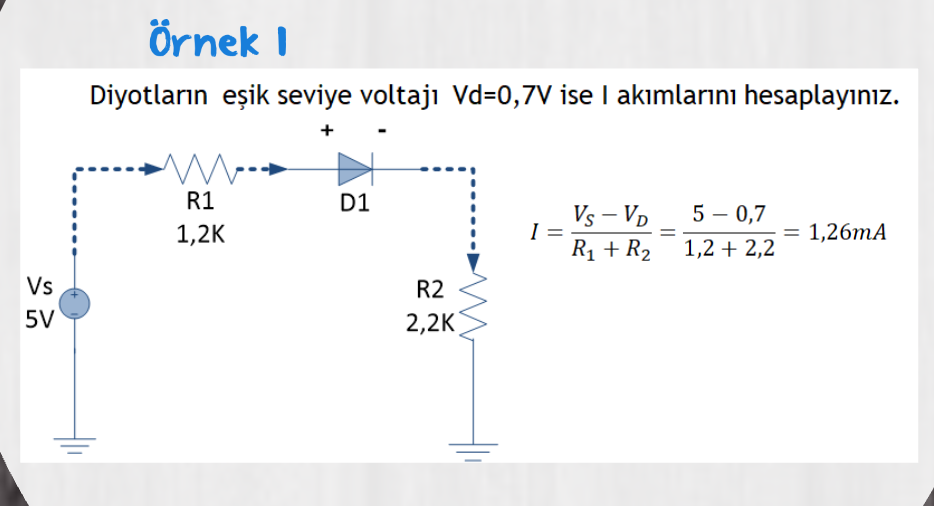 Örnek 1
Diyotların eşik seviye voltajı Vd=0,7V ise I akımlarını hesaplayınız.
+ -
R1
1,2K
D1
I = (V_S − V_D) / (R_1 + R_2) = (5 − 0,7) / (1,2 + 2,2) = 1,26mA
Vs
5V
+
-
R2
2,2K